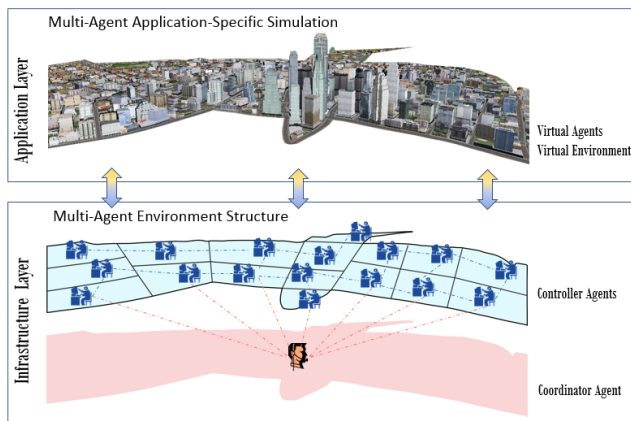 Multi-Agent Application-Specific Simulation
Application Layer
Virtual Agents
Virtual Environment
Multi-Agent Environment Structure
Infrastructure Layer
Controller Agents
Coordinator Agent